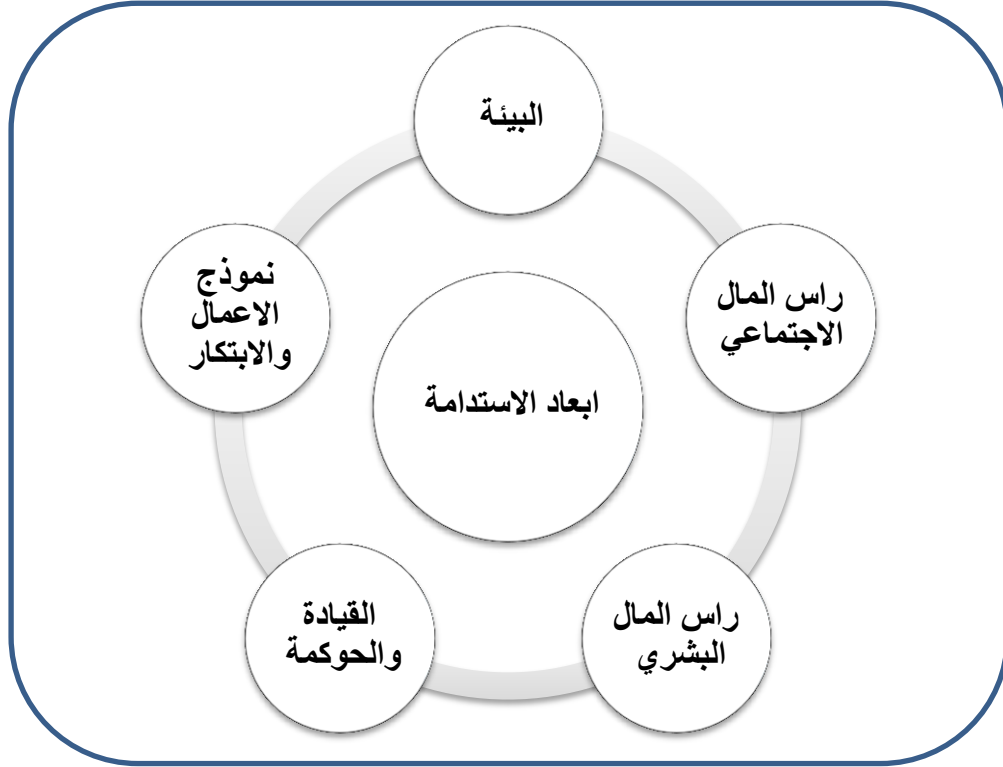 البيئة
راس المال
الاجتماعي
نموذج
الاعمال
والابتكار
ابعاد الاستدامة
راس المال
البشري
القيادة
والحوكمة